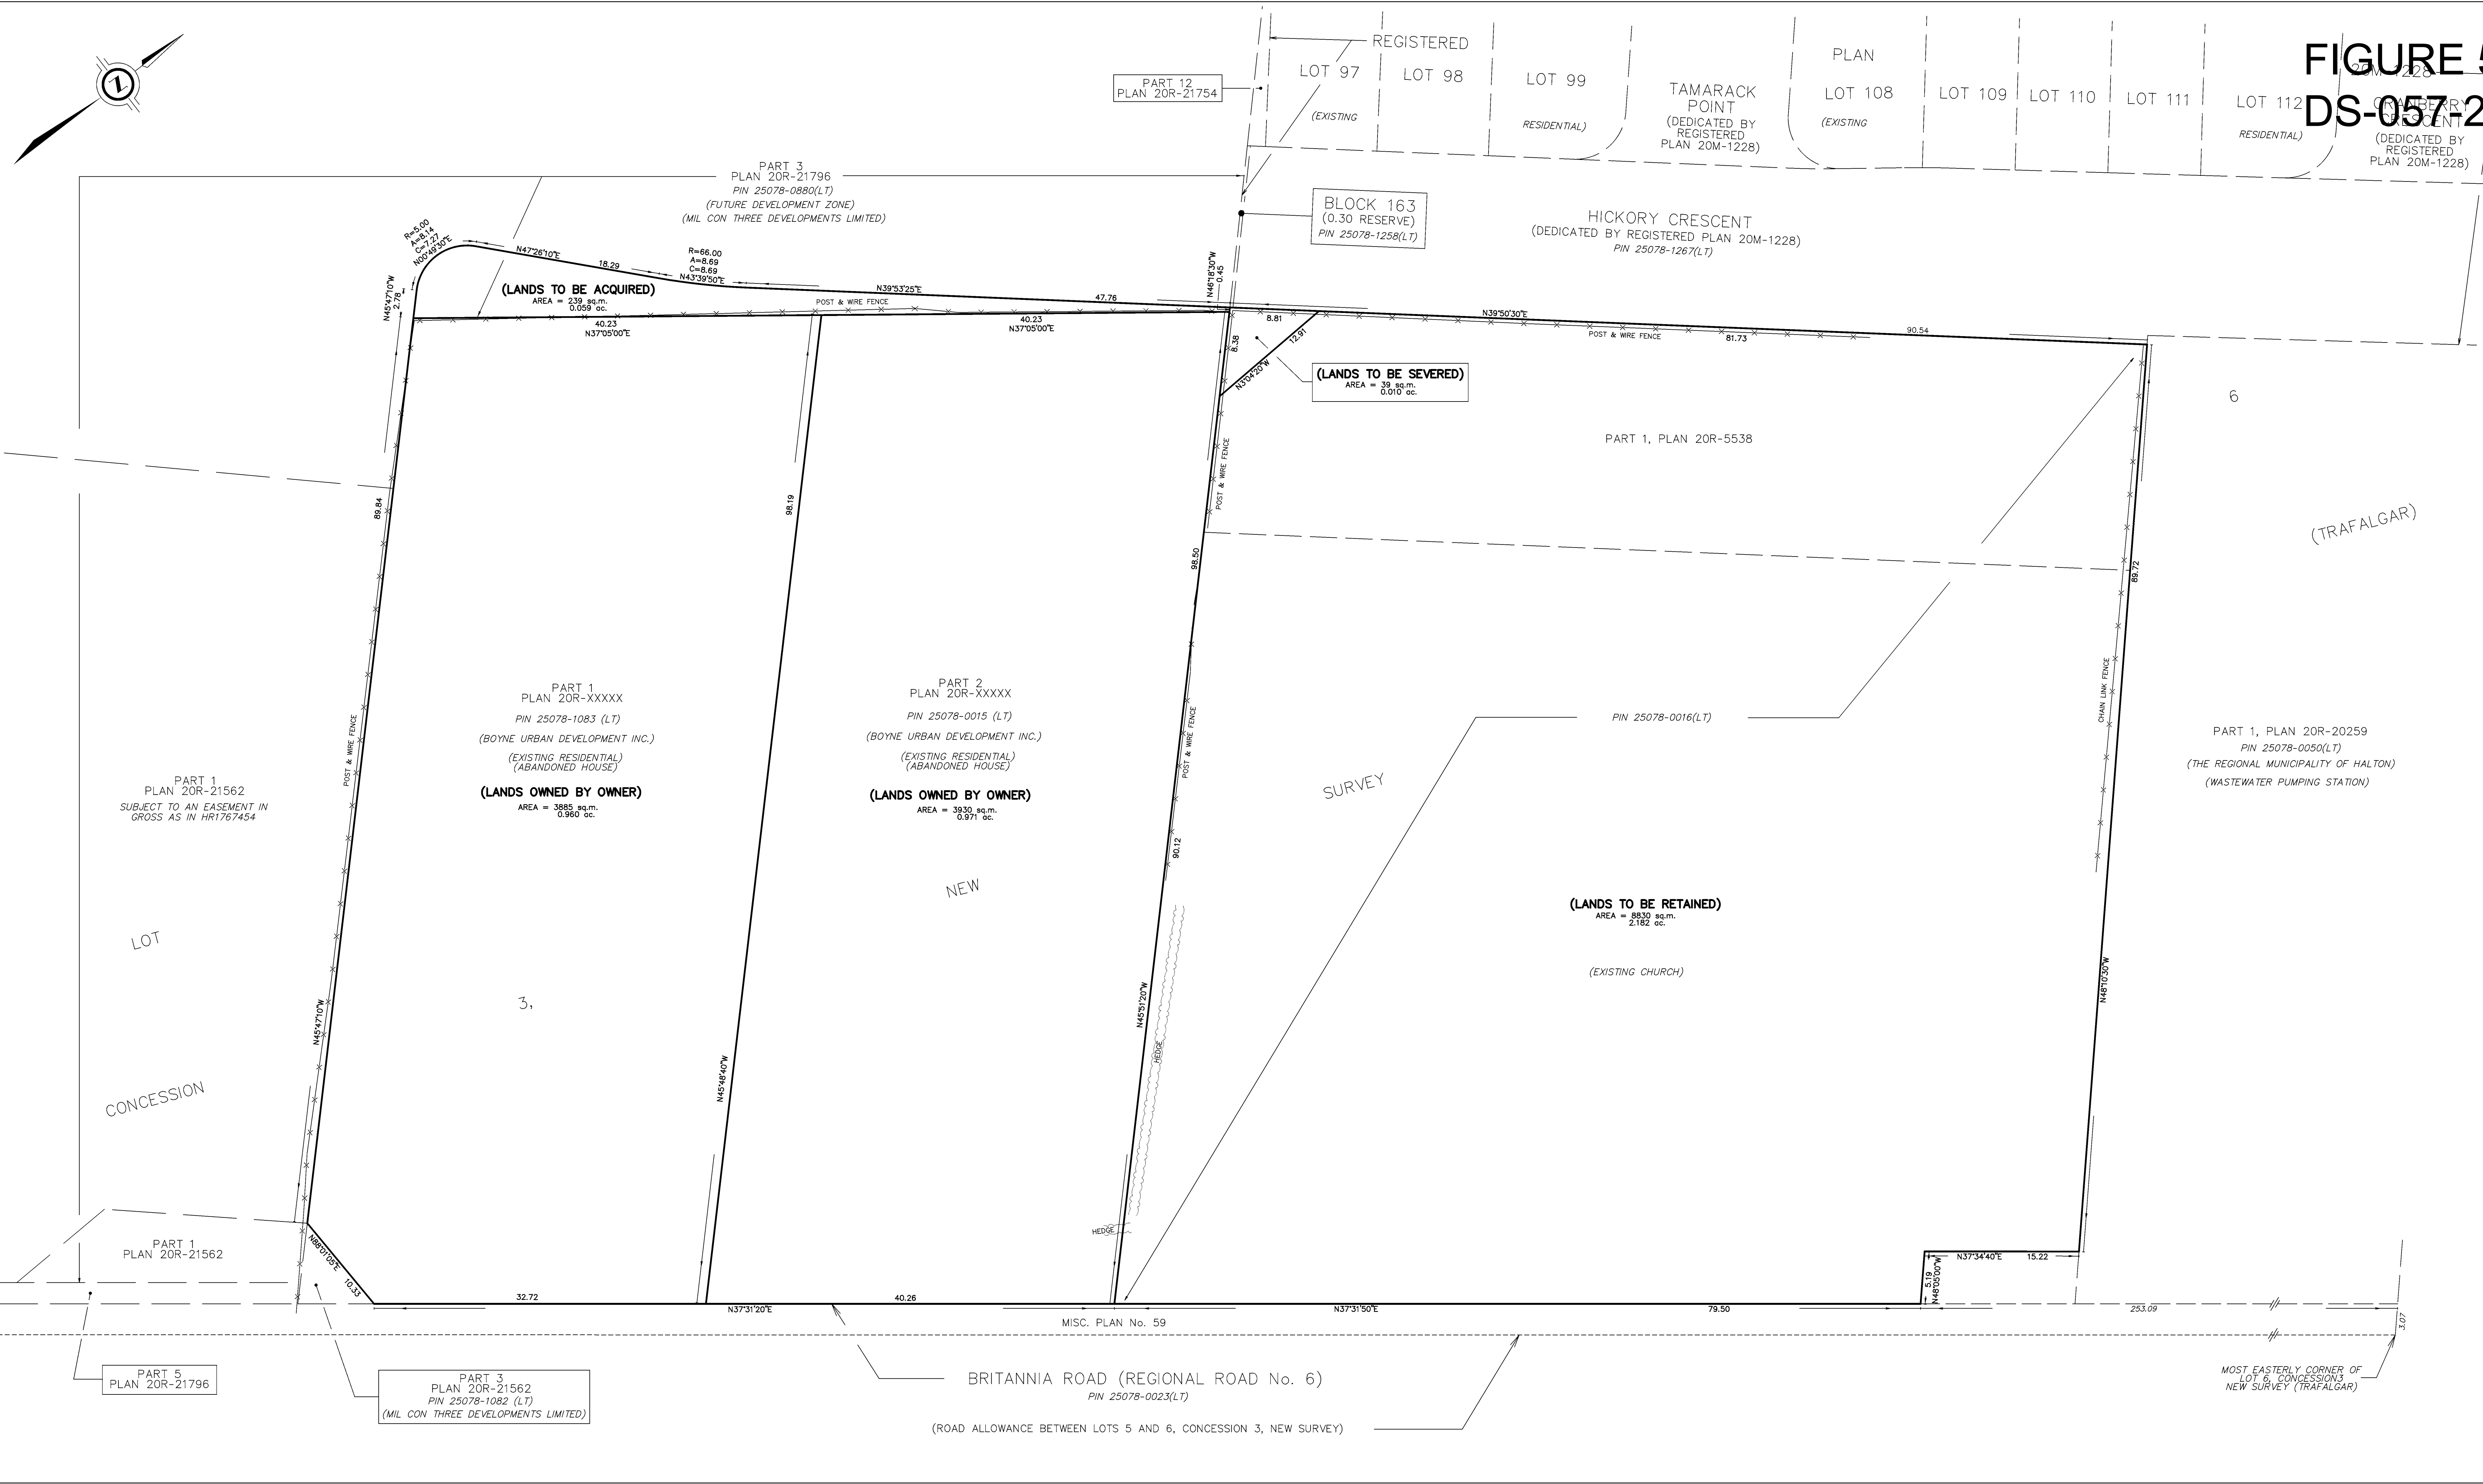 FIGURE 5
DS-057-2
Z
REGISTERED
PLAN
20M-1228
PART 12
PLAN 20R-21754
LOT 97
LOT 98
LOT 99
(EXISTING
RESIDENTIAL)
TAMARACK
POINT
(DEDICATED BY
REGISTERED
PLAN 20M-1228)
LOT 108
(EXISTING
LOT 109
LOT 110
LOT 111
LOT 112
RESIDENTIAL)
CRANBERRY
CRESCENT
(DEDICATED BY
REGISTERED
PLAN 20M-1228)
PART 3
PLAN 20R-21796
PIN 25078-0880(LT)
(FUTURE DEVELOPMENT ZONE)
(MIL CON THREE DEVELOPMENTS LIMITED)
BLOCK 163
(0.30 RESERVE)
PIN 25078-1258(LT)
HICKORY CRESCENT
(DEDICATED BY REGISTERED PLAN 20M-1228)
PIN 25078-1267(LT)
R=5.00
A=8.14
C=7.27
N00°49'30"E
N47°26'10"E
18.29
R=66.00
A=8.69
C=8.69
N43°39'50"E
N45°47'10"W
2.78
(LANDS TO BE ACQUIRED)
AREA = 239 sq.m.
0.059 ac.
N39°53'25"E
47.76
POST & WIRE FENCE
N46°18'30"W
0.45
40.23
N37°05'00"E
40.23
N37°05'00"E
8.81
N39°50'30"E
90.54
POST & WIRE FENCE
81.73
8.38
12.91
N3°04'20"W
(LANDS TO BE SEVERED)
AREA = 39 sq.m.
0.010 ac.
6
PART 1, PLAN 20R-5538
POST & WIRE FENCE
89.84
98.19
98.50
89.72
(TRAFALGAR)
PART 1
PLAN 20R-XXXXX
PIN 25078-1083 (LT)
(BOYNE URBAN DEVELOPMENT INC.)
(EXISTING RESIDENTIAL)
(ABANDONED HOUSE)
(LANDS OWNED BY OWNER)
AREA = 3885 sq.m.
0.960 ac.
PART 2
PLAN 20R-XXXXX
PIN 25078-0015 (LT)
(BOYNE URBAN DEVELOPMENT INC.)
(EXISTING RESIDENTIAL)
(ABANDONED HOUSE)
(LANDS OWNED BY OWNER)
AREA = 3930 sq.m.
0.971 ac.
PIN 25078-0016(LT)
CHAIN LINK FENCE
POST & WIRE FENCE
POST & WIRE FENCE
PART 1, PLAN 20R-20259
PIN 25078-0050(LT)
(THE REGIONAL MUNICIPALITY OF HALTON)
(WASTEWATER PUMPING STATION)
PART 1
PLAN 20R-21562
SUBJECT TO AN EASEMENT IN
GROSS AS IN HR1767454
SURVEY
90.12
NEW
LOT
3,
CONCESSION
(LANDS TO BE RETAINED)
AREA = 8830 sq.m.
2.182 ac.
(EXISTING CHURCH)
N45°47'10"W
N45°48'40"W
N45°51'20"W
N48°10'30"W
HEDGE
HEDGE
PART 1
PLAN 20R-21562
N88°01'05"E
10.33
N37°34'40"E
15.22
5.19
N48°05'00"W
32.72
N37°31'20"E
40.26
N37°31'50"E
79.50
253.09
3.07
MISC. PLAN No. 59
PART 5
PLAN 20R-21796
PART 3
PLAN 20R-21562
PIN 25078-1082 (LT)
(MIL CON THREE DEVELOPMENTS LIMITED)
BRITANNIA ROAD (REGIONAL ROAD No. 6)
PIN 25078-0023(LT)
(ROAD ALLOWANCE BETWEEN LOTS 5 AND 6, CONCESSION 3, NEW SURVEY)
MOST EASTERLY CORNER OF
LOT 6, CONCESSION3
NEW SURVEY (TRAFALGAR)